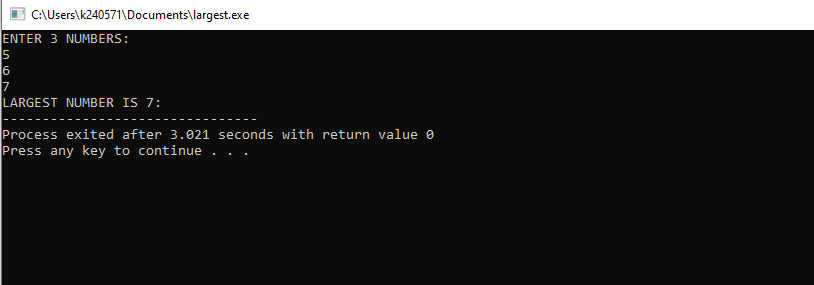 C:\Users\k240571\Documents\largest.exe
ENTER 3 NUMBERS:
5
6
7
LARGEST NUMBER IS 7:
--------------------------------
Process exited after 3.021 seconds with return value 0
Press any key to continue . . .